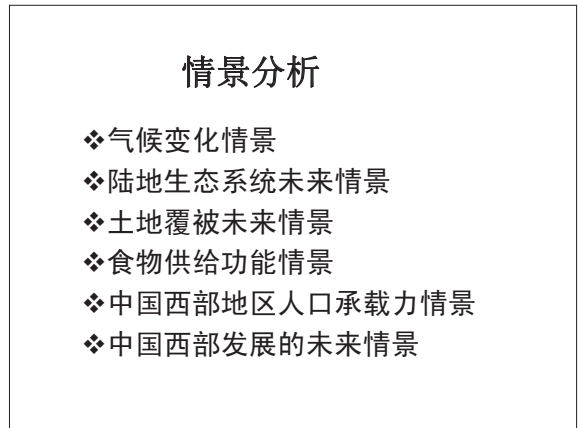 情景分析
❖气候变化情景
❖陆地生态系统未来情景
❖土地覆被未来情景
❖食物供给功能情景
❖中国西部地区人口承载力情景
❖中国西部发展的未来情景